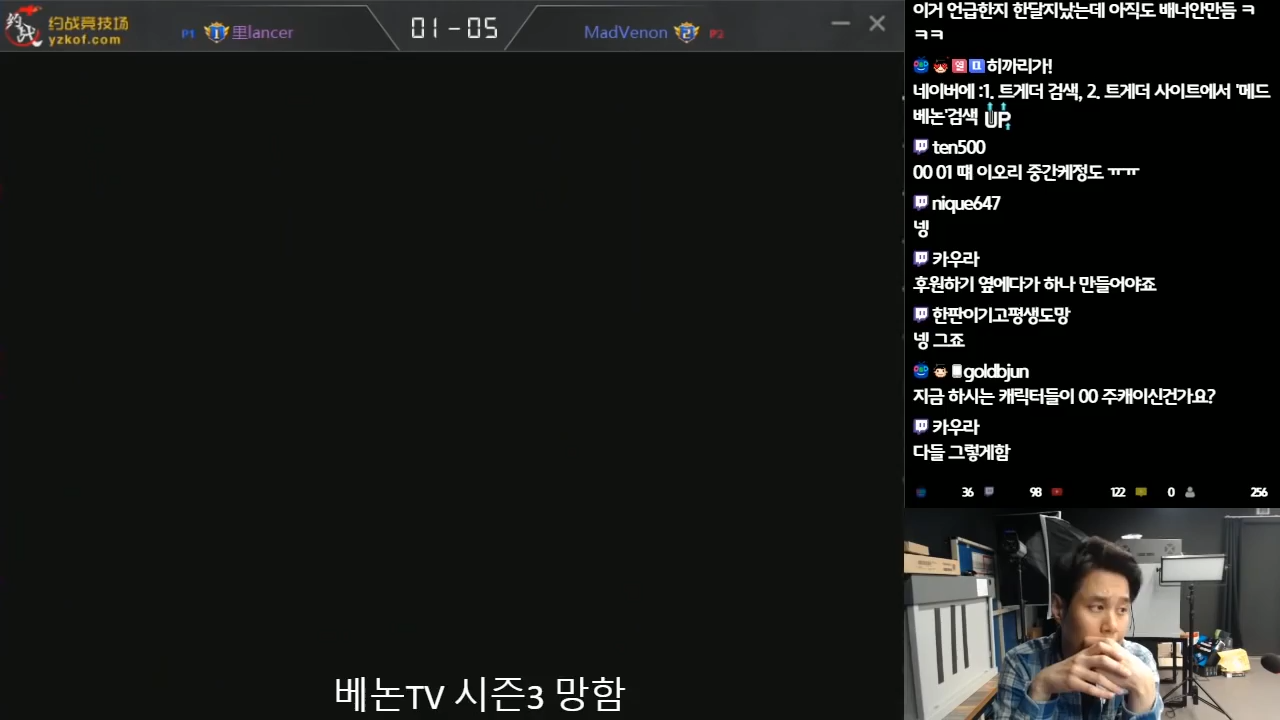 约战竞技场
yzkof.com
约战
P1 1 里lancer
01-05
MadVenon 2 P2
이거 언급한지 한달지났는데 아직도 배너안만듬 ㅋ
ㅋㅋ
열 대 히까리가!
네이버에 :1. 트게더 검색, 2. 트게더 사이트에서 '메드
베논'검색 UP
ten500
00 01 떄 이오리 중간케정도 ㅠㅠ
nique647
넹
카우라
후원하기 옆에다가 하나 만들어야죠
한판이기고평생도망
넹 그죠
goldbjun
지금 하시는 캐릭터들이 00 주캐이신건가요?
카우라
다들 그렇게함
36 98 122 0 256
베논TV 시즌3 망함